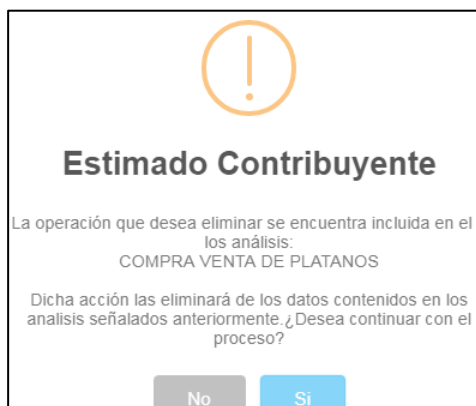 Estimado Contribuyente
La operación que desea eliminar se encuentra incluida en el
los análisis:
COMPRA VENTA DE PLATANOS
Dicha acción las eliminará de los datos contenidos en los
analisis señalados anteriormente.¿Desea continuar con el
proceso?
No Si